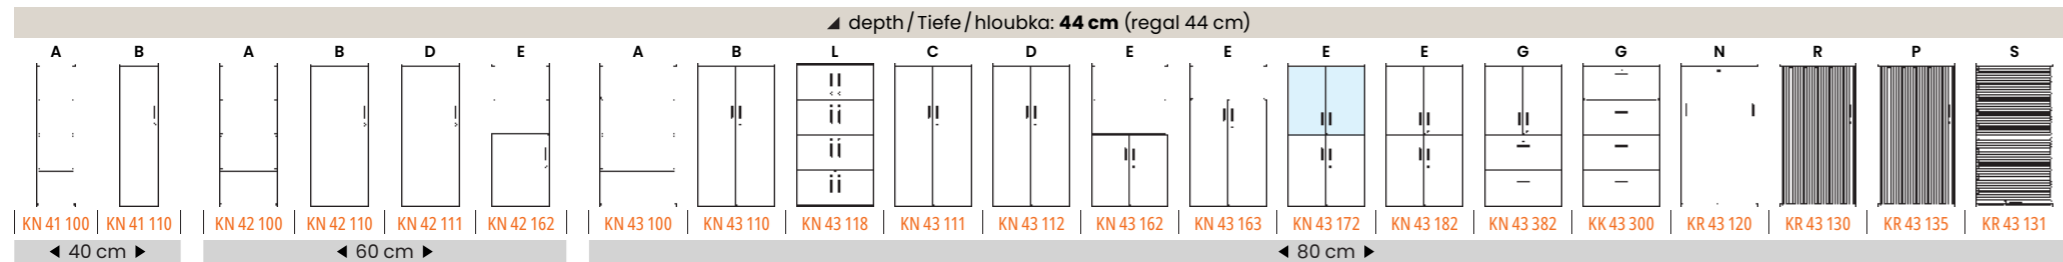 ◢ depth / Tiefe / hloubka: 44 cm (regal 44 cm)
A B A B D E A B L C D E E E E G G N R P S
KN 41 100 KN 41 110 KN 42 100 KN 42 110 KN 42 111 KN 42 162 KN 43 100 KN 43 110 KN 43 118 KN 43 111 KN 43 112 KN 43 162 KN 43 163 KN 43 172 KN 43 182 KN 43 382 KK 43 300 KR 43 120 KR 43 130 KR 43 135 KR 43 131
◀ 40 cm ▶ ◀ 60 cm ▶ ◀ 80 cm ▶